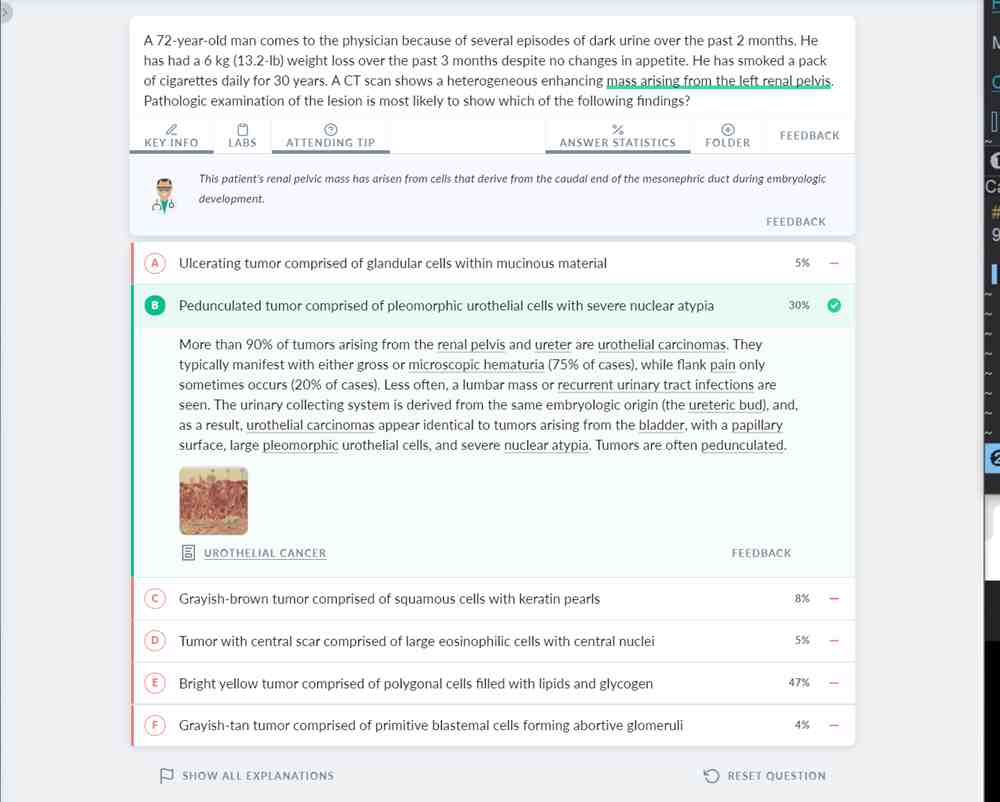 A 72-year-old man comes to the physician because of several episodes of dark urine over the past 2 months. He
has had a 6 kg (13.2-lb) weight loss over the past 3 months despite no changes in appetite. He has smoked a pack
of cigarettes daily for 30 years. A CT scan shows a heterogeneous enhancing mass arising from the left renal pelvis.
Pathologic examination of the lesion is most likely to show which of the following findings?
KEY INFO LABS ATTENDING TIP ANSWER STATISTICS FOLDER FEEDBACK
This patient's renal pelvic mass has arisen from cells that derive from the caudal end of the mesonephric duct during embryologic
development.
FEEDBACK
A Ulcerating tumor comprised of glandular cells within mucinous material 5%
B Pedunculated tumor comprised of pleomorphic urothelial cells with severe nuclear atypia 30%
More than 90% of tumors arising from the renal pelvis and ureter are urothelial carcinomas. They
typically manifest with either gross or microscopic hematuria (75% of cases), while flank pain only
sometimes occurs (20% of cases). Less often, a lumbar mass or recurrent urinary tract infections are
seen. The urinary collecting system is derived from the same embryologic origin (the ureteric bud), and,
as a result, urothelial carcinomas appear identical to tumors arising from the bladder, with a papillary
surface, large pleomorphic urothelial cells, and severe nuclear atypia. Tumors are often pedunculated.
UROTHELIAL CANCER FEEDBACK
C Grayish-brown tumor comprised of squamous cells with keratin pearls 8%
D Tumor with central scar comprised of large eosinophilic cells with central nuclei 5%
E Bright yellow tumor comprised of polygonal cells filled with lipids and glycogen 47%
F Grayish-tan tumor comprised of primitive blastemal cells forming abortive glomeruli 4%
SHOW ALL EXPLANATIONS RESET QUESTION